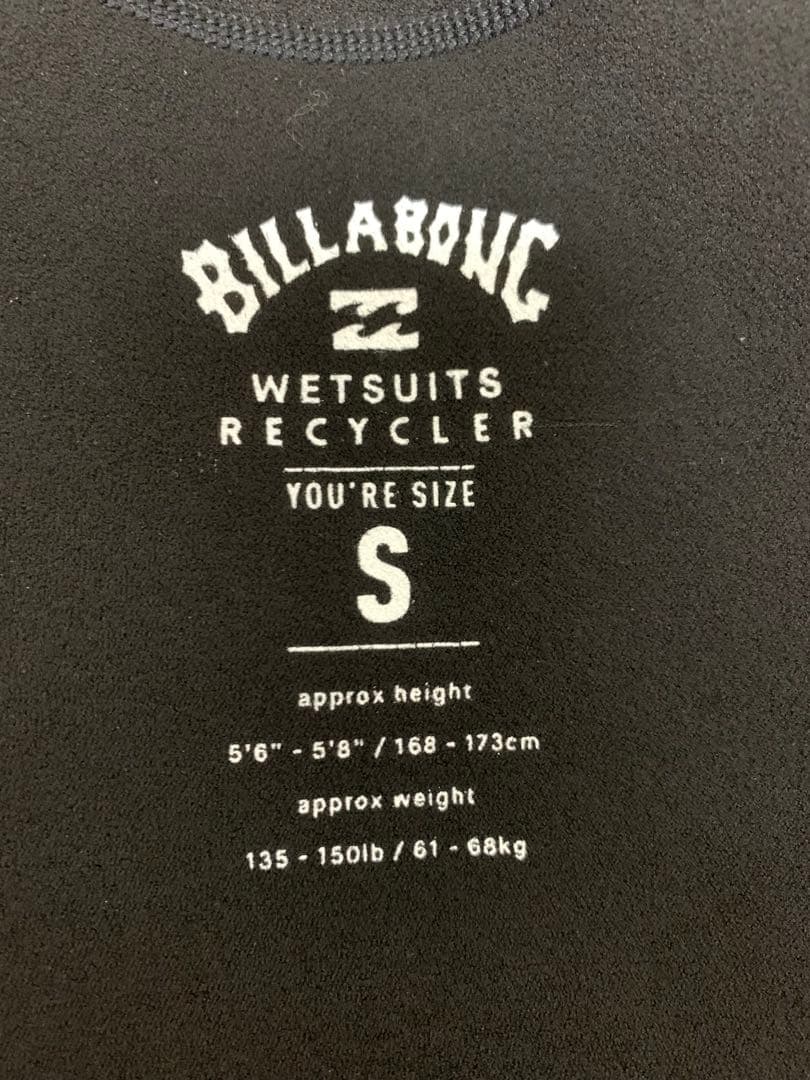 BILLABONG
WETSUITS
RECYCLER
YOU'RE SIZE
S
approx height
5'6" - 5'8" / 168 - 173cm
approx weight
135 - 150lb / 61 - 68kg